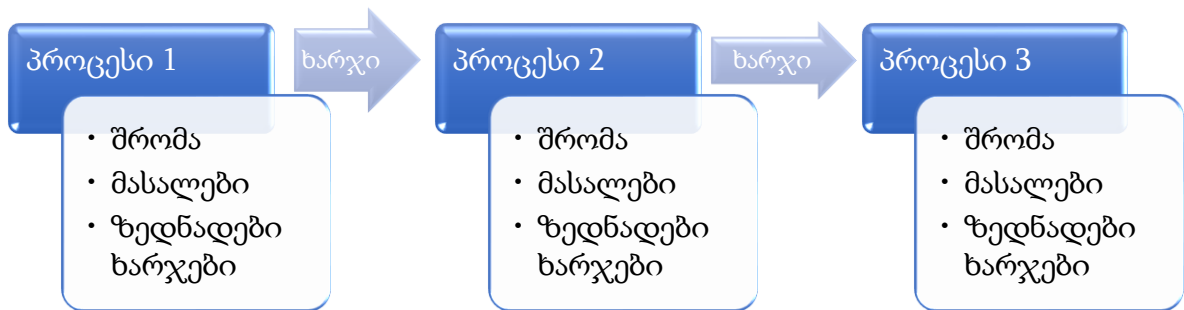 პროცესი 1
ხარჯი
პროცესი 2
ხარჯი
პროცესი 3
• შრომა
• მასალები
• ზედნადები
ხარჯები
• შრომა
• მასალები
• ზედნადები
ხარჯები
• შრომა
• მასალები
• ზედნადები
ხარჯები